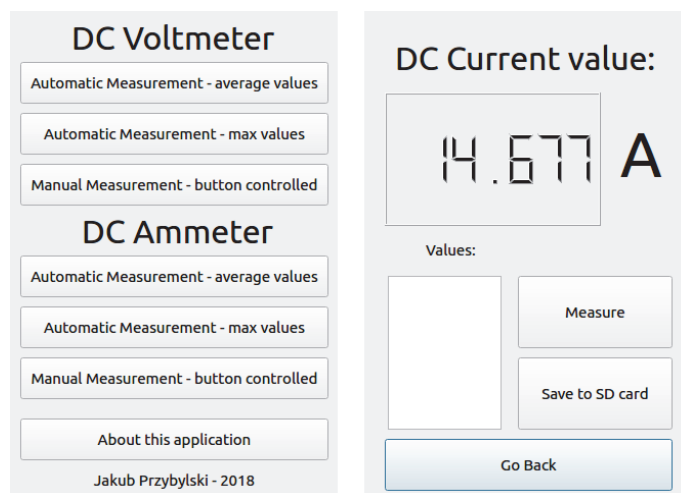 DC Voltmeter
Automatic Measurement - average values
Automatic Measurement - max values
Manual Measurement - button controlled
DC Ammeter
Automatic Measurement - average values
Automatic Measurement - max values
Manual Measurement - button controlled
About this application
Jakub Przybylski - 2018
DC Current value:
14.677 A
Values:
Measure
Save to SD card
Go Back